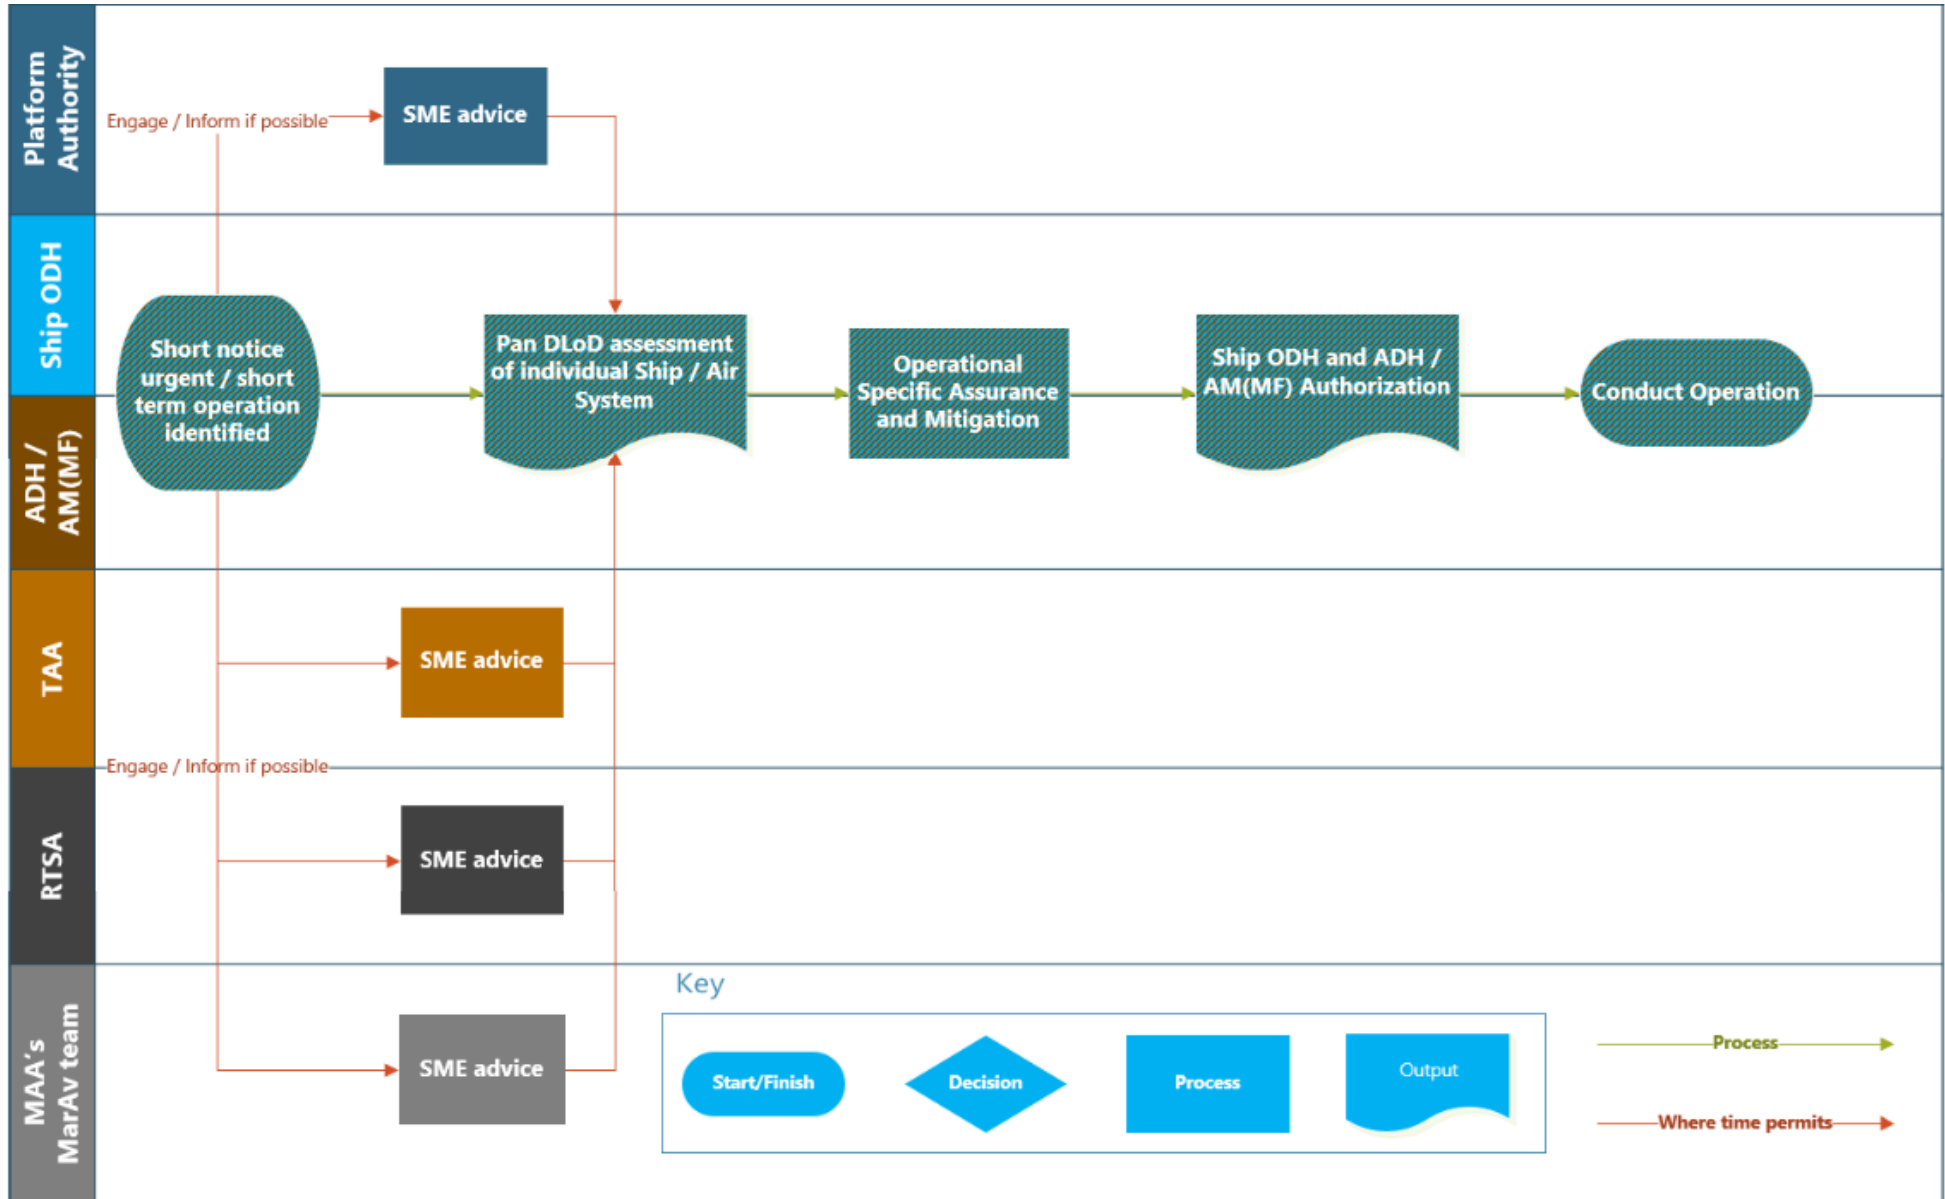 Platform
Authority
Engage / Inform if possible
SME advice
Ship ODH
ADH /
AM(MF)
Short notice
urgent / short
term operation
identified
Pan DLoD assessment
of individual Ship / Air
System
Operational
Specific Assurance
and Mitigation
Ship ODH and ADH /
AM(MF) Authorization
Conduct Operation
TAA
SME advice
Engage / Inform if possible
RTSA
SME advice
MAA's
MarAv team
SME advice
Key
Start/Finish
Decision
Process
Output
Process
Where time permits